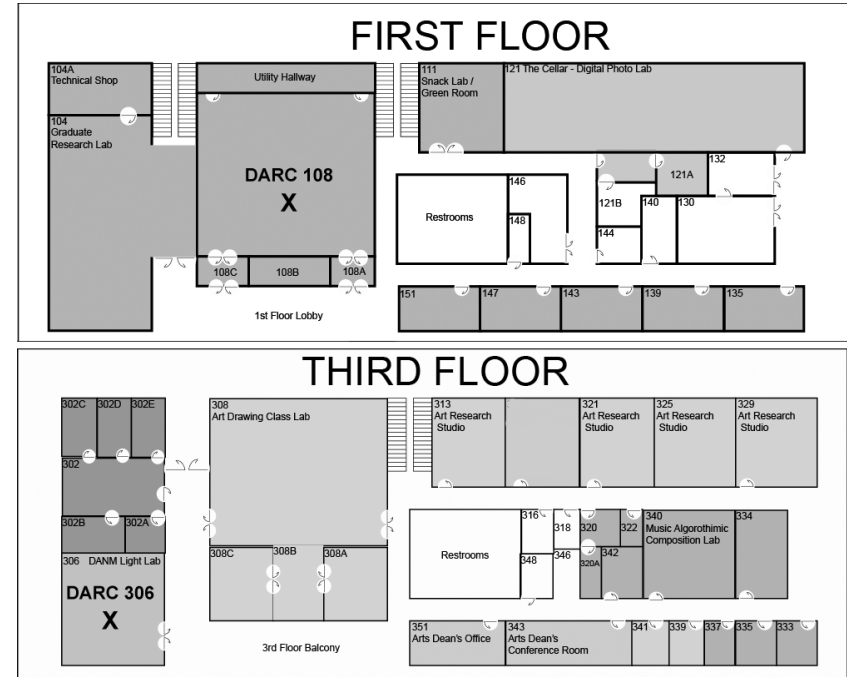 FIRST FLOOR
104A
Technical Shop
Utility Hallway
111
Snack Lab /
Green Room
121 The Cellar - Digital Photo Lab
104
Graduate
Research Lab
DARC 108
X
132
121A
146
Restrooms
121B
140
130
148
144
108C
108B
108A
151
147
143
139
135
1st Floor Lobby
THIRD FLOOR
302C
302D
302E
308
Art Drawing Class Lab
313
Art Research
Studio
321
Art Research
Studio
325
Art Research
Studio
329
Art Research
Studio
302
302B
302A
316
318
320
322
340
Music Algorothimic
Composition Lab
334
Restrooms
306 DANM Light Lab
308C
308B
308A
348
346
320A
342
DARC 306
X
3rd Floor Balcony
351
Arts Dean's Office
343
Arts Dean's
Conference Room
341
339
337
335
333